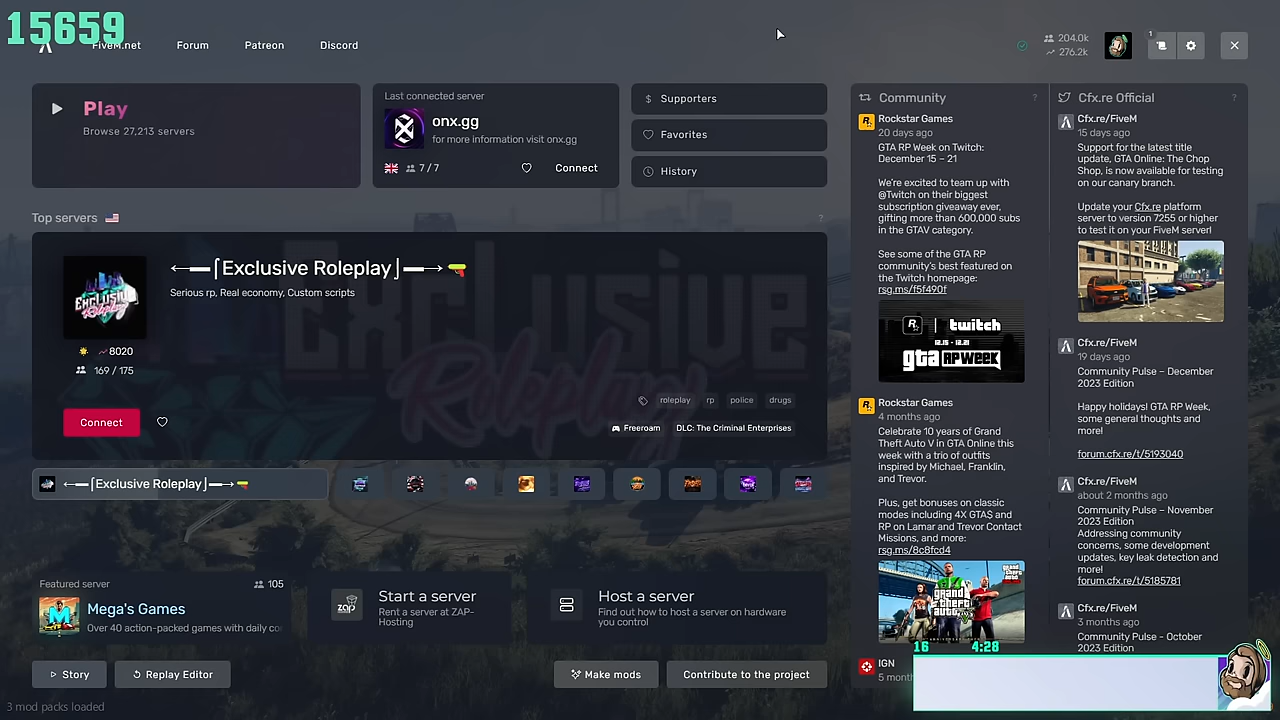 15659
FiveM.net
Forum
Patreon
Discord
204.0k
276.2k
1
Play
Browse 27,213 servers
Last connected server
onx.gg
for more information visit onx.gg
7 / 7
Connect
$ Supporters
Favorites
History
Top servers
?
⌠Exclusive Roleplay⌡
Serious rp, Real economy, Custom scripts
EXCLUSIVE
Roleplay
8020
169 / 175
Connect
roleplay
rp
police
drugs
Freeroam
DLC: The Criminal Enterprises
⌠Exclusive Roleplay⌡
Featured server
105
Mega's Games
Over 40 action-packed games with daily co
ZAP
Start a server
Rent a server at ZAP-
Hosting
Host a server
Find out how to host a server on hardware
you control
Story
Replay Editor
Make mods
Contribute to the project
3 mod packs loaded
Community
?
Rockstar Games
20 days ago
GTA RP Week on Twitch:
December 15 – 21
We're excited to team up with
@Twitch on their biggest
subscription giveaway ever,
gifting more than 600,000 subs
in the GTAV category.
See some of the GTA RP
community's best featured on
the Twitch homepage:
rsg.ms/f5f490f
R | twitch
12.15 - 12.21
gta RP WEEK
Rockstar Games
4 months ago
Celebrate 10 years of Grand
Theft Auto V in GTA Online this
week with a trio of outfits
inspired by Michael, Franklin,
and Trevor.
Plus, get bonuses on classic
modes including 4X GTA$ and
RP on Lamar and Trevor Contact
Missions, and more:
rsg.ms/8c8fcd4
grand
theft
auto
16
4:28
IGN
5 month
Cfx.re Official
?
Cfx.re/FiveM
15 days ago
Support for the latest title
update, GTA Online: The Chop
Shop, is now available for testing
on our canary branch.
Update your Cfx.re platform
server to version 7255 or higher
to test it on your FiveM server!
Cfx.re/FiveM
19 days ago
Community Pulse – December
2023 Edition
Happy holidays! GTA RP Week,
some general thoughts and
more!
forum.cfx.re/t/5193040
Cfx.re/FiveM
about 2 months ago
Community Pulse – November
2023 Edition
Addressing community
concerns, some development
updates, key leak detection and
more!
forum.cfx.re/t/5185781
Cfx.re/FiveM
3 months ago
Community Pulse - October
2023 Edition